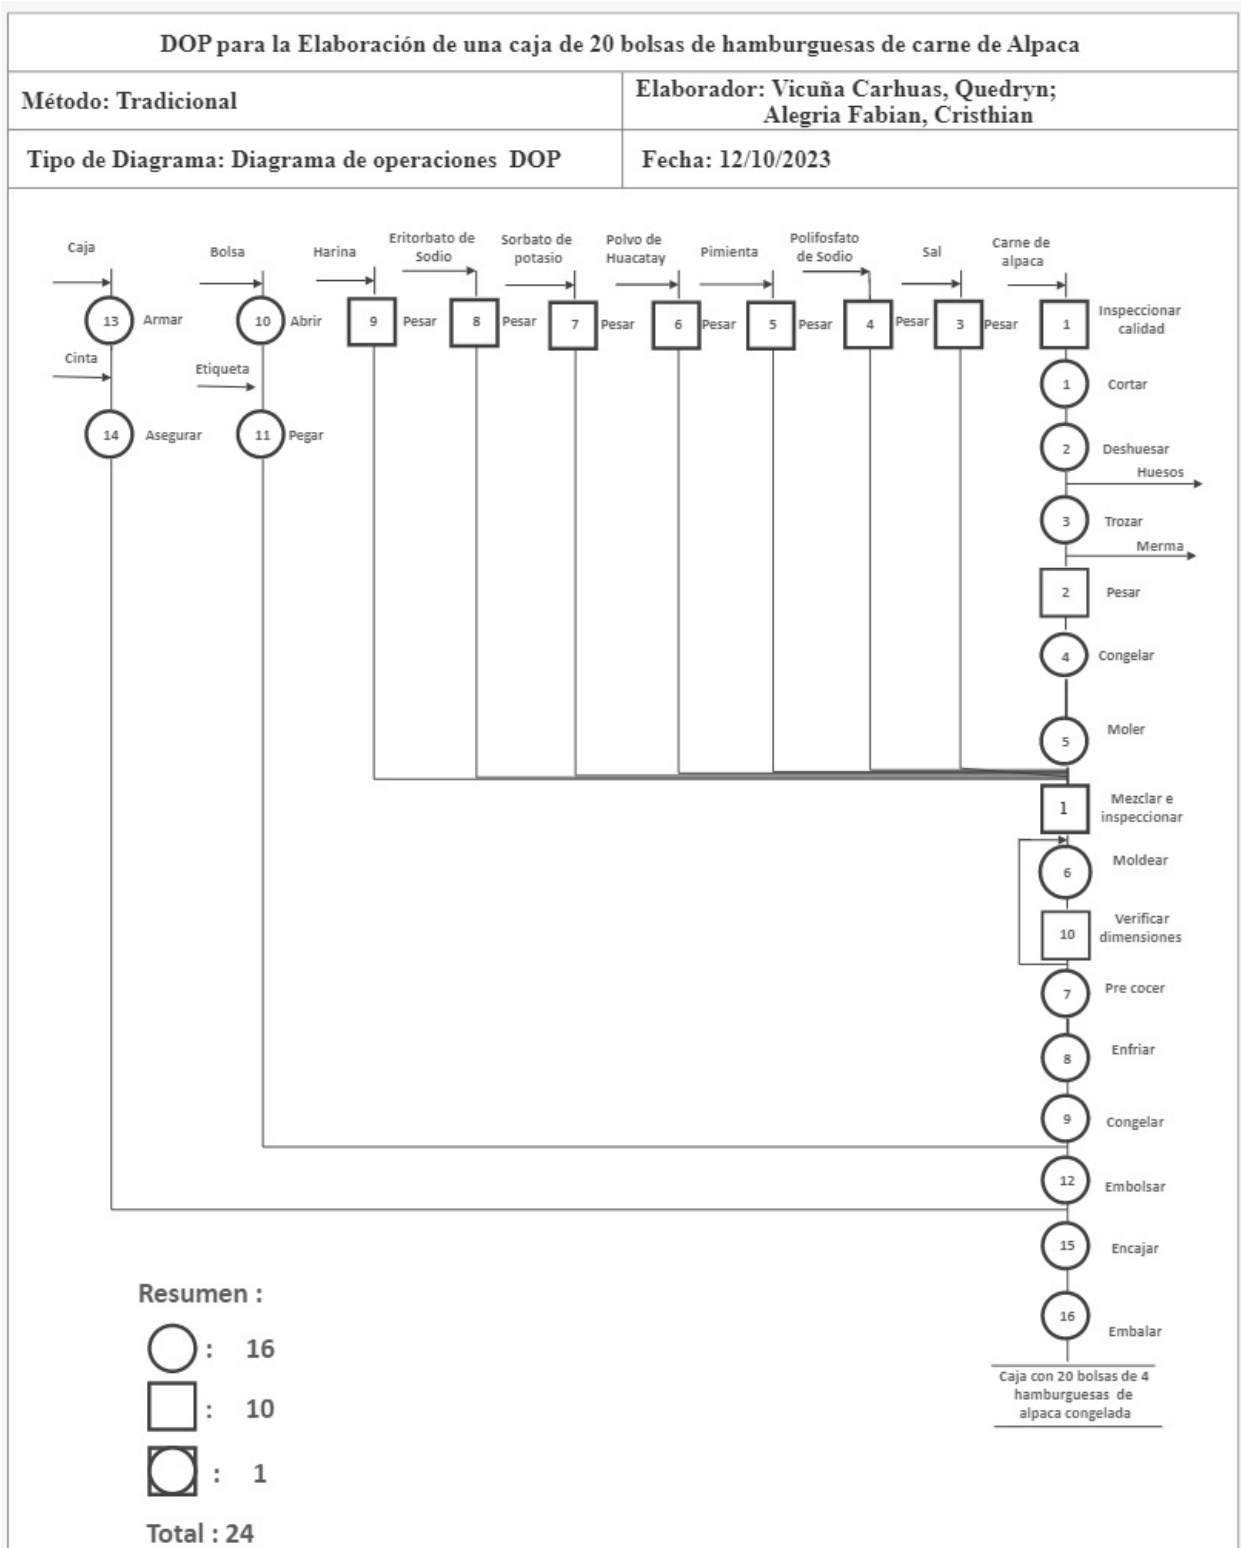 DOP para la Elaboración de una caja de 20 bolsas de hamburguesas de carne de Alpaca
Método: Tradicional
Elaborador: Vicuña Carhuas, Quedryn;
Alegria Fabian, Cristhian
Tipo de Diagrama: Diagrama de operaciones DOP
Fecha: 12/10/2023
Caja
Bolsa
Harina
Eritorbato de
Sodio
Sorbato de
potasio
Polvo de
Huacatay
Pimienta
Polifosfato
de Sodio
Sal
Carne de
alpaca
13 Armar
10 Abrir
9 Pesar
8 Pesar
7 Pesar
6 Pesar
5 Pesar
4 Pesar
3 Pesar
1 Inspeccionar
calidad
Cinta
Etiqueta
1 Cortar
14 Asegurar
11 Pegar
2 Deshuesar
Huesos
3 Trozar
Merma
2 Pesar
4 Congelar
5 Moler
1 Mezclar e
inspeccionar
6 Moldear
10 Verificar
dimensiones
7 Pre cocer
8 Enfriar
9 Congelar
12 Embolsar
15 Encajar
16 Embalar
Caja con 20 bolsas de 4
hamburguesas de
alpaca congelada
Resumen :
: 16
: 10
: 1
Total : 24